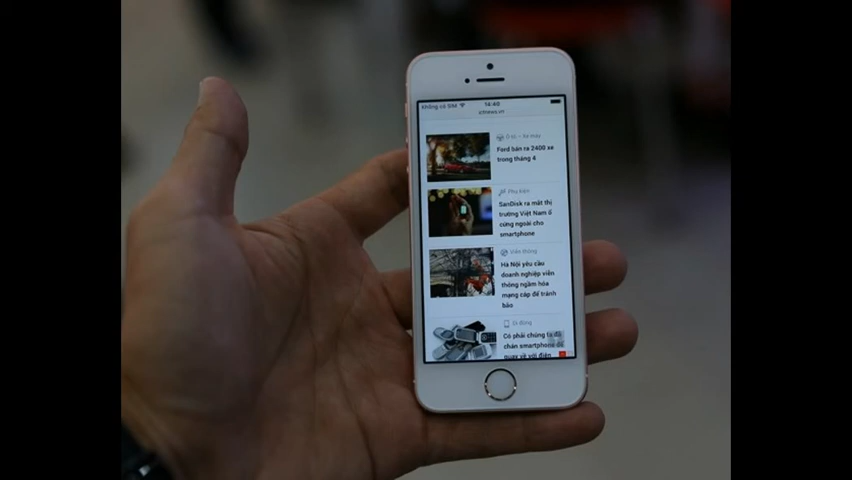 Không có SIM 14:49
ictnews.vn
Ô tô - Xe máy
Ford bán ra 2400 xe
trong tháng 4
Phụ kiện
SanDisk ra mắt thị
trường Việt Nam ổ
cứng ngoài cho
smartphone
Viễn thông
Hà Nội yêu cầu
doanh nghiệp viễn
thông ngầm hóa
mạng cáp để tránh
bão
Di động
Có phải chúng ta đã
chán smartphone để
quay về với điện